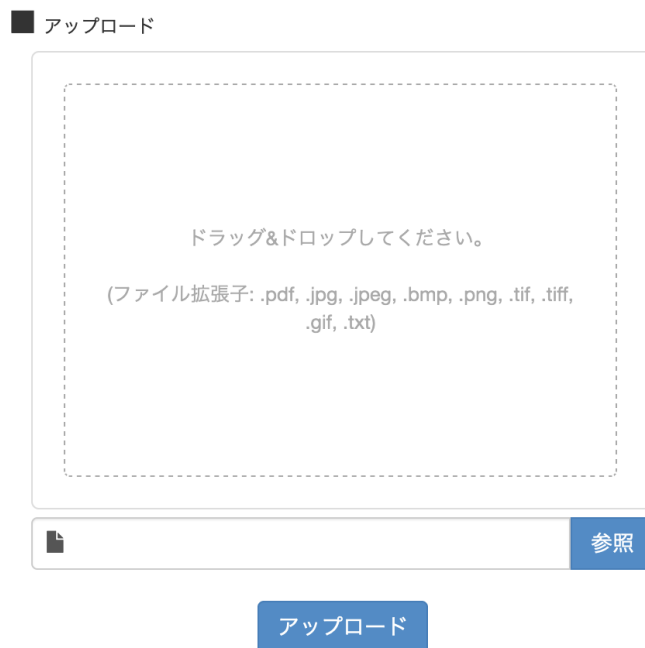 アップロード
ドラッグ&ドロップしてください。
(ファイル拡張子: .pdf, .jpg, .jpeg, .bmp, .png, .tif, .tiff,
.gif, .txt)
参照
アップロード